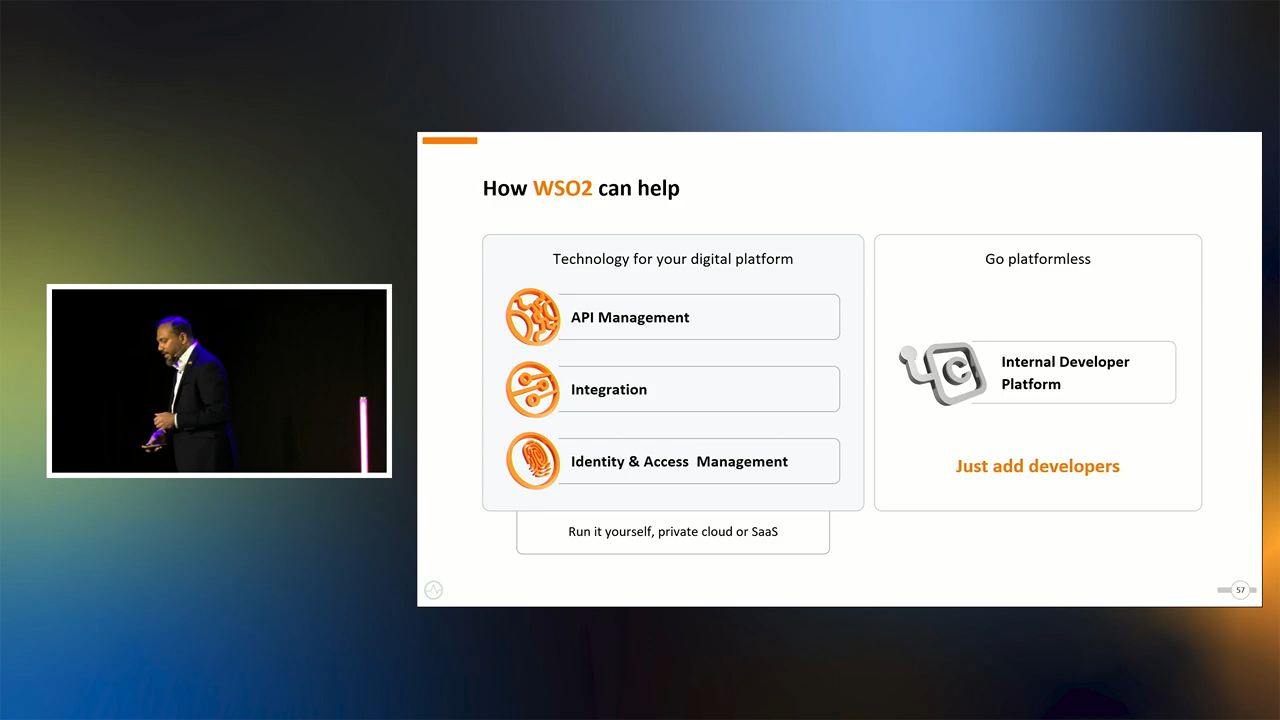 How WSO2 can help
Technology for your digital platform
API Management
Integration
Identity & Access Management
Run it yourself, private cloud or SaaS
Go platformless
C
Internal Developer
Platform
Just add developers
57